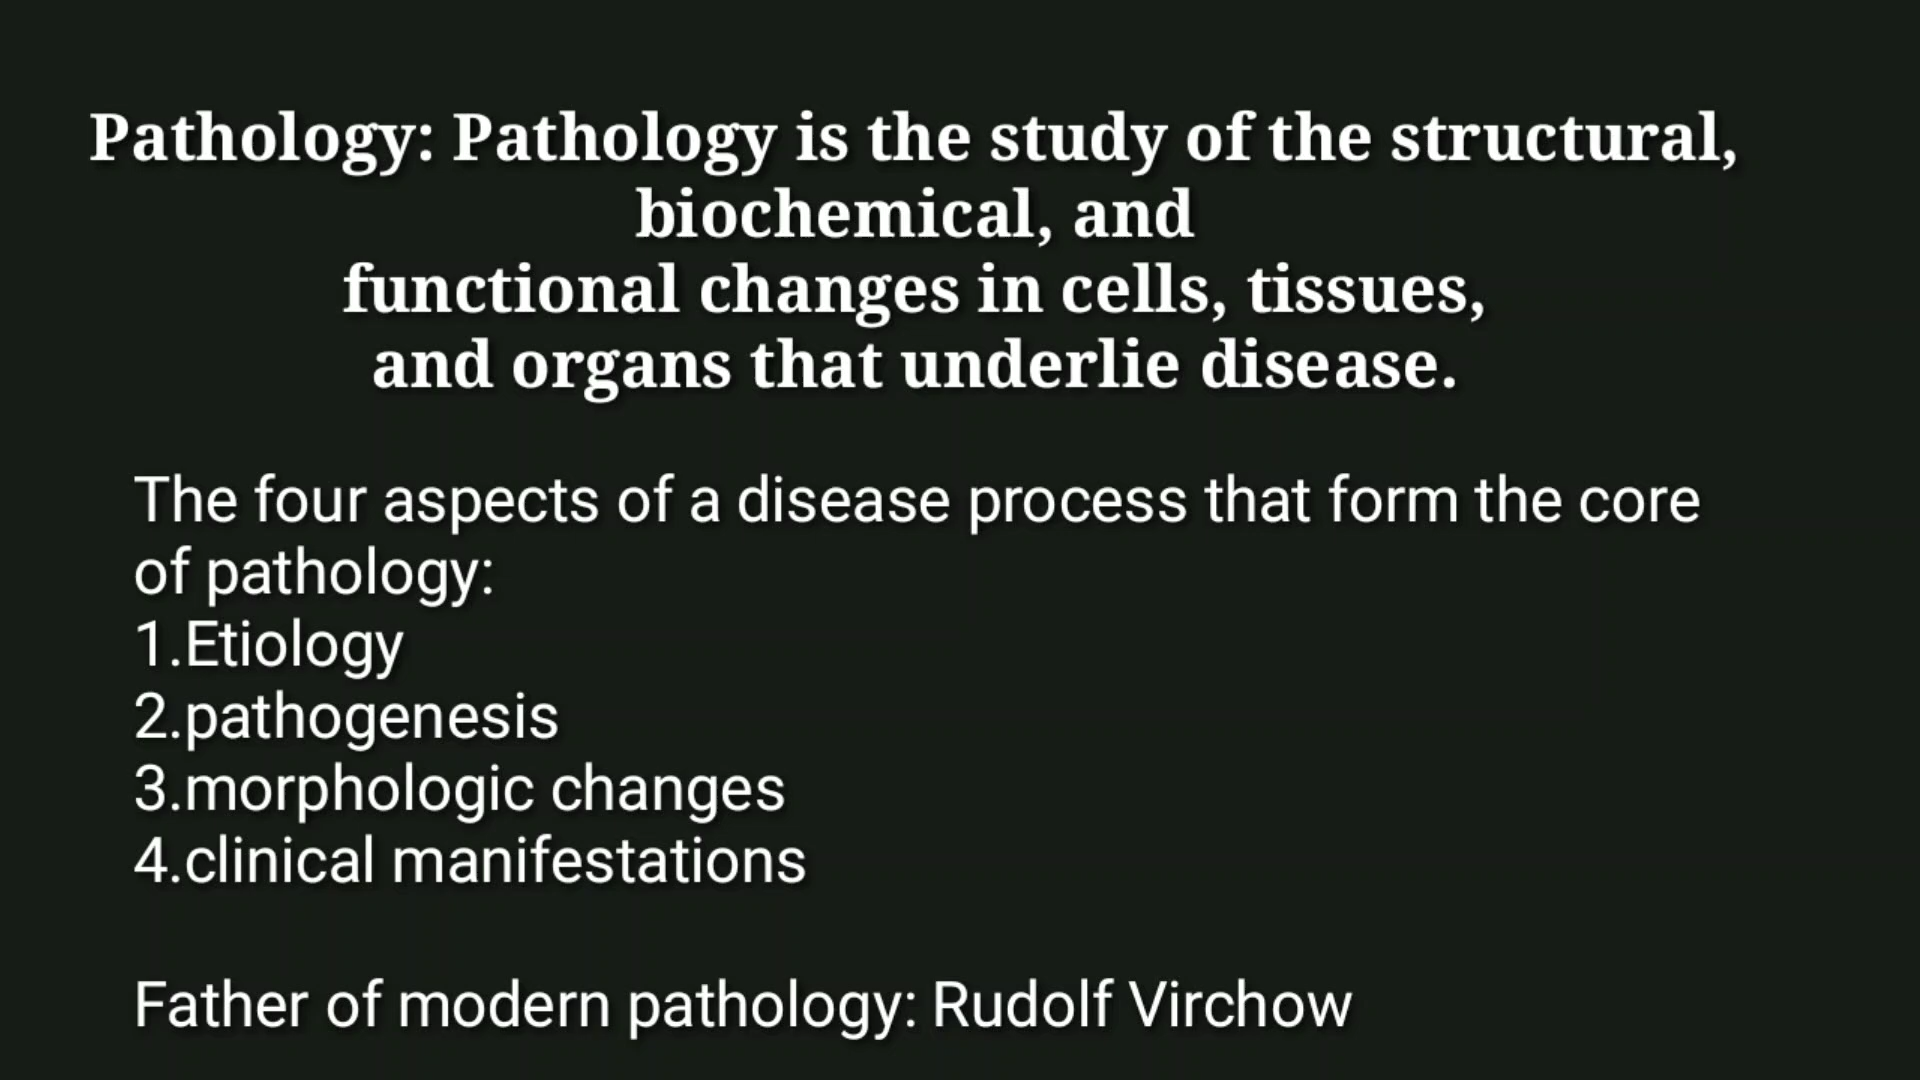 Pathology: Pathology is the study of the structural,
biochemical, and
functional changes in cells, tissues,
and organs that underlie disease.
The four aspects of a disease process that form the core
of pathology:
1.Etiology
2.pathogenesis
3.morphologic changes
4.clinical manifestations
Father of modern pathology: Rudolf Virchow